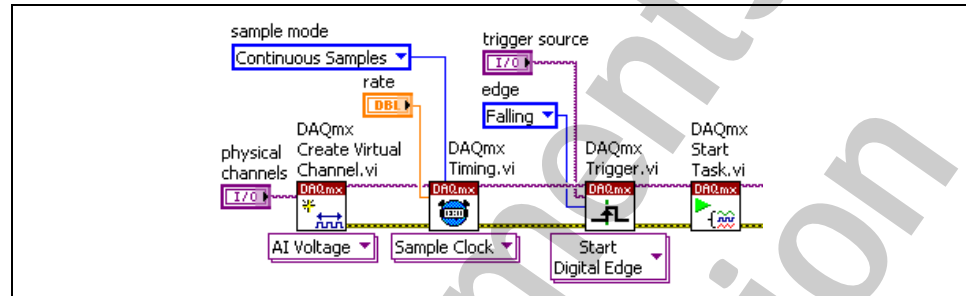 sample mode
Continuous Samples
rate
DBL
trigger source
I/O
edge
Falling
physical
channels
I/O
DAQmx
Create Virtual
Channel.vi
DAQmx
AI Voltage
DAQmx
Timing.vi
DAQmx
Sample Clock
DAQmx
Trigger.vi
DAQmx
Start
Digital Edge
DAQmx
Start
Task.vi
DAQmx